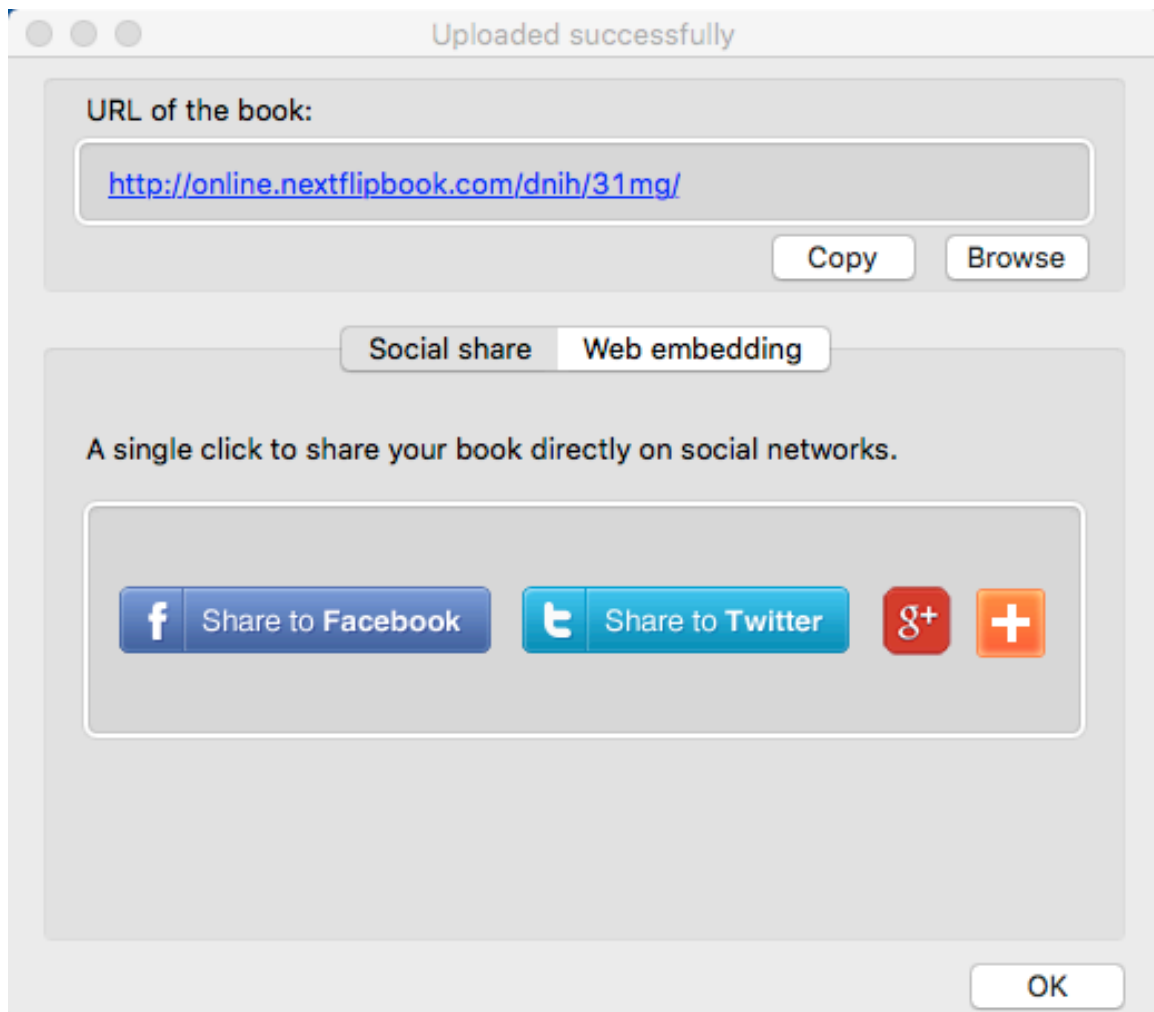 Uploaded successfully
URL of the book:
http://online.nextflipbook.com/dnih/31mg/
Copy Browse
Social share Web embedding
A single click to share your book directly on social networks.
f Share to Facebook t Share to Twitter g+ +
OK